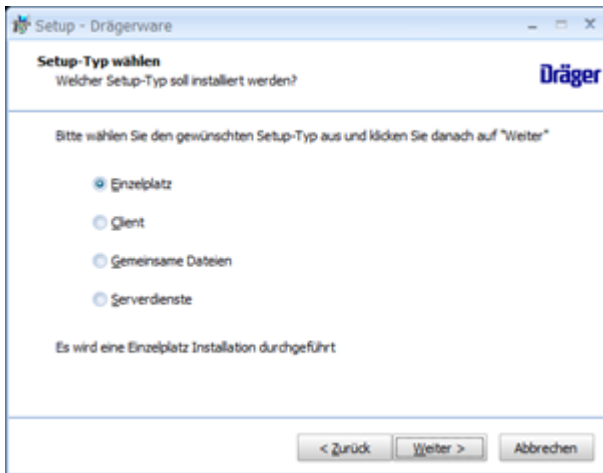 Setup - Drägerware
Setup-Typ wählen
Welcher Setup-Typ soll installiert werden?
Dräger
Bitte wählen Sie den gewünschten Setup-Typ aus und klicken Sie danach auf "Weiter"
Einzelplatz
Client
Gemeinsame Dateien
Serverdienste
Es wird eine Einzelplatz Installation durchgeführt
< Zurück Weiter > Abbrechen